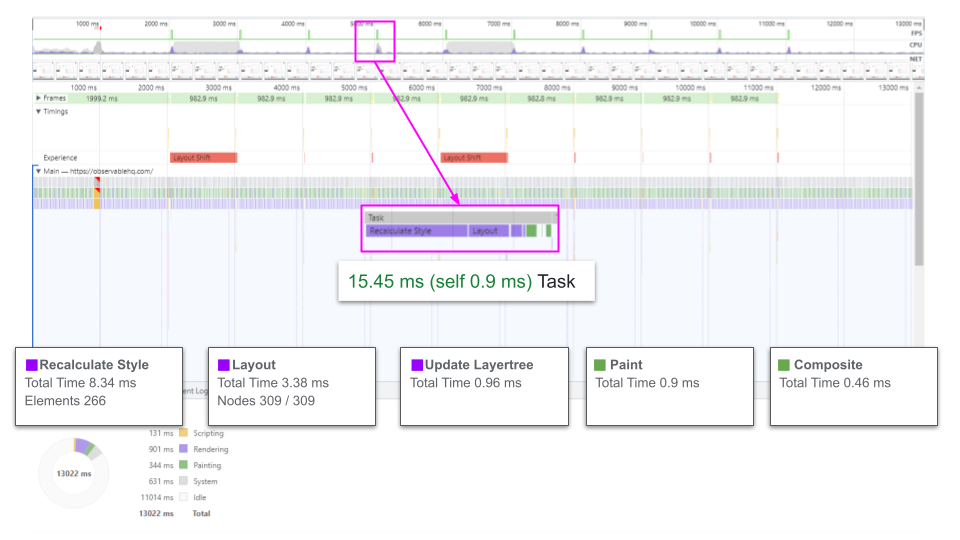 1000 ms 2000 ms 3000 ms 4000 ms 5000 ms 6000 ms 7000 ms 8000 ms 9000 ms 10000 ms 11000 ms 12000 ms 13000 ms
FPS
CPU
NET
1000 ms 2000 ms 3000 ms 4000 ms 5000 ms 6000 ms 7000 ms 8000 ms 9000 ms 10000 ms 11000 ms 12000 ms 13000 ms
Frames 1999.2 ms 982.9 ms 982.9 ms 982.9 ms 982.9 ms 982.9 ms 982.8 ms 982.9 ms 982.9 ms 982.9 ms
Timings
Experience Layout Shift Layout Shift
Main — https://observablehq.com/
Task
Recalculate Style Layout
15.45 ms (self 0.9 ms) Task
Recalculate Style
Total Time 8.34 ms
Elements 266
Layout
Total Time 3.38 ms
Nodes 309 / 309
Update Layertree
Total Time 0.96 ms
Paint
Total Time 0.9 ms
Composite
Total Time 0.46 ms
ent Log
131 ms Scripting
901 ms Rendering
344 ms Painting
631 ms System
11014 ms Idle
13022 ms Total
13022 ms